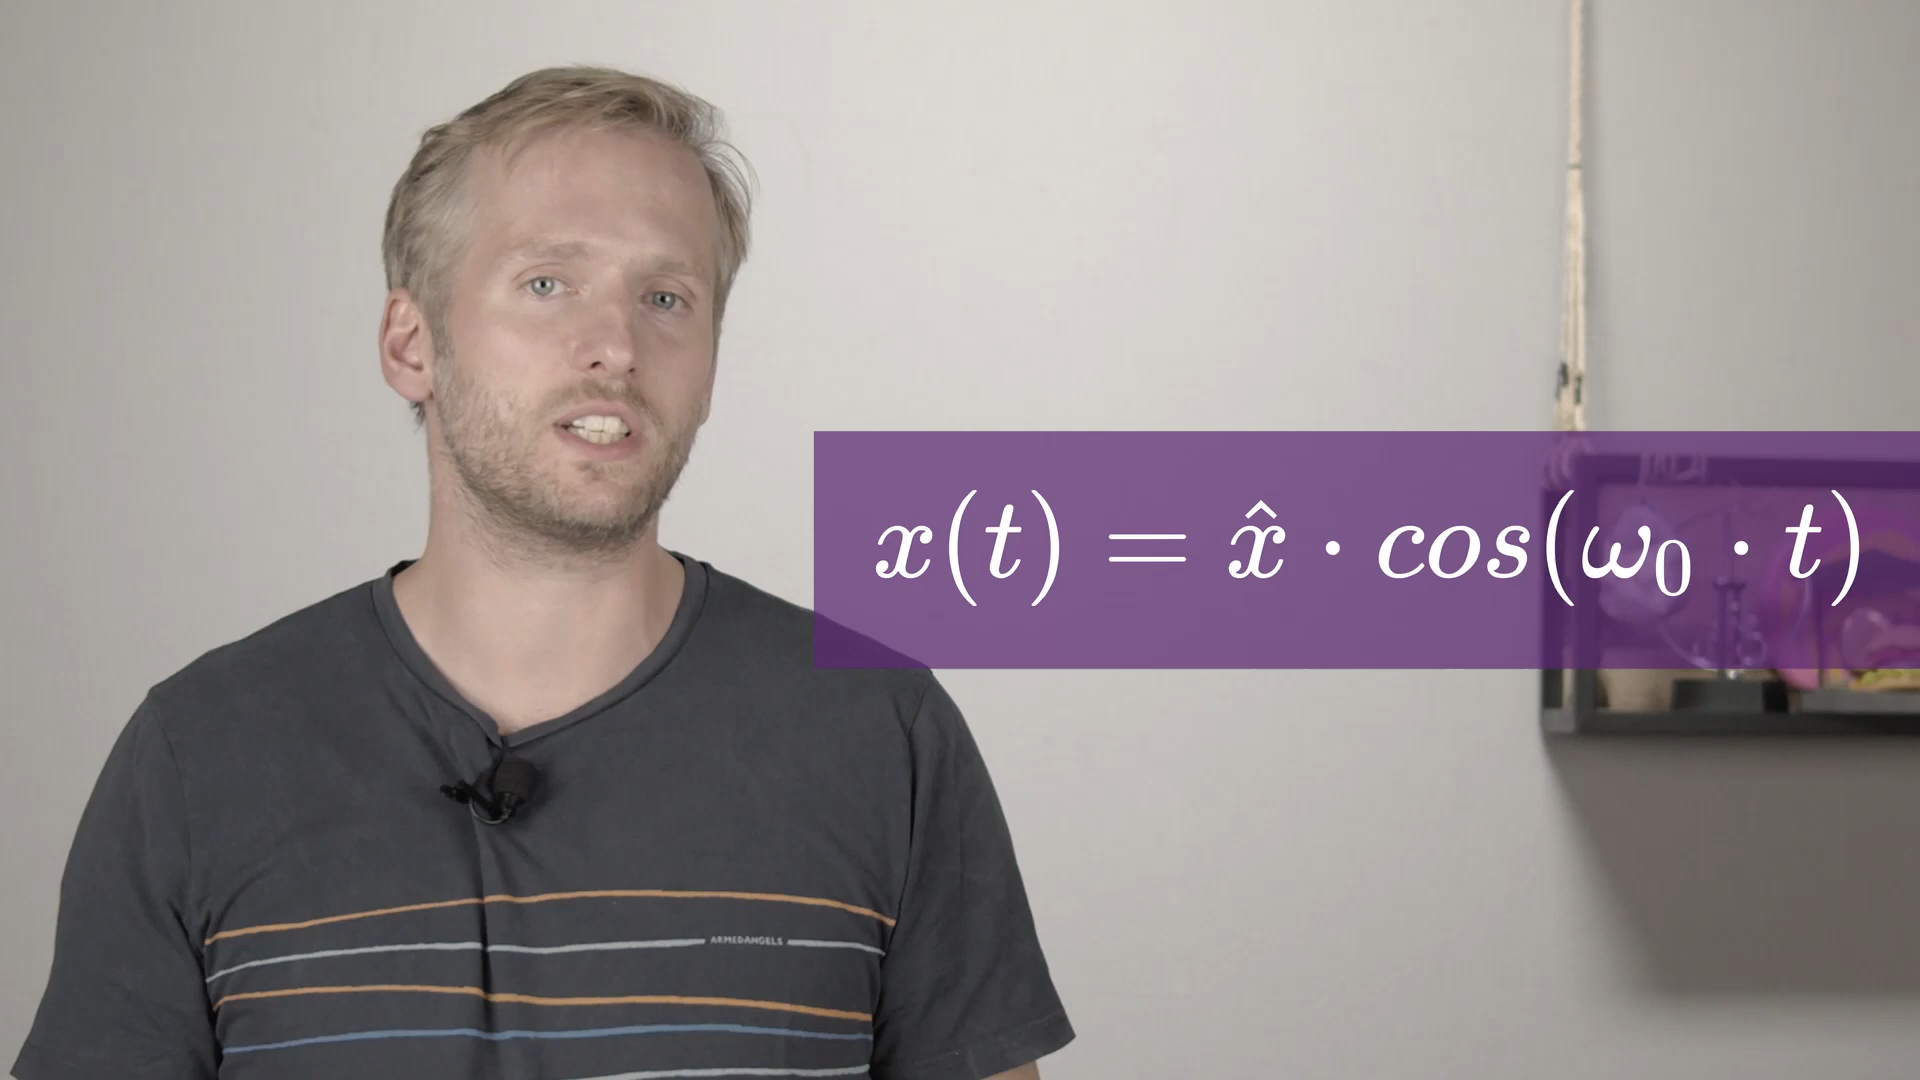 x(t) = x̂ · cos(ω₀ · t)
ARMEDANGELS